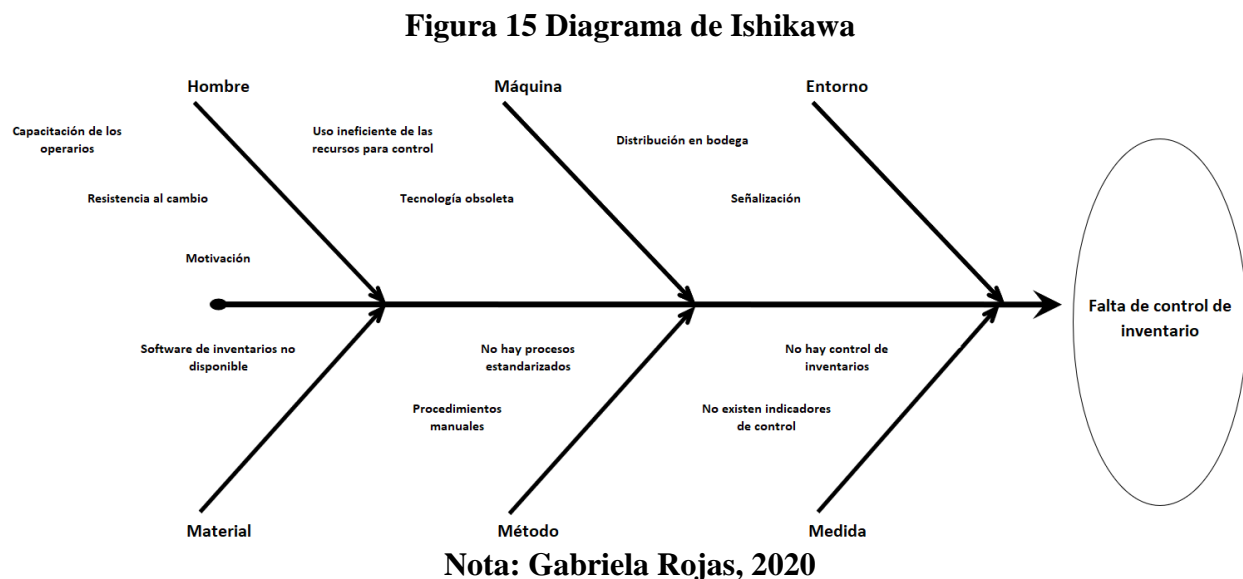 Figura 15 Diagrama de Ishikawa
Hombre
Máquina
Entorno
Capacitación de los
operarios
Uso ineficiente de las
recursos para control
Distribución en bodega
Resistencia al cambio
Tecnología obsoleta
Señalización
Motivación
Falta de control de
inventario
Software de inventarios no
disponible
No hay procesos
estandarizados
No hay control de
inventarios
Procedimientos
manuales
No existen indicadores
de control
Material
Método
Medida
Nota: Gabriela Rojas, 2020